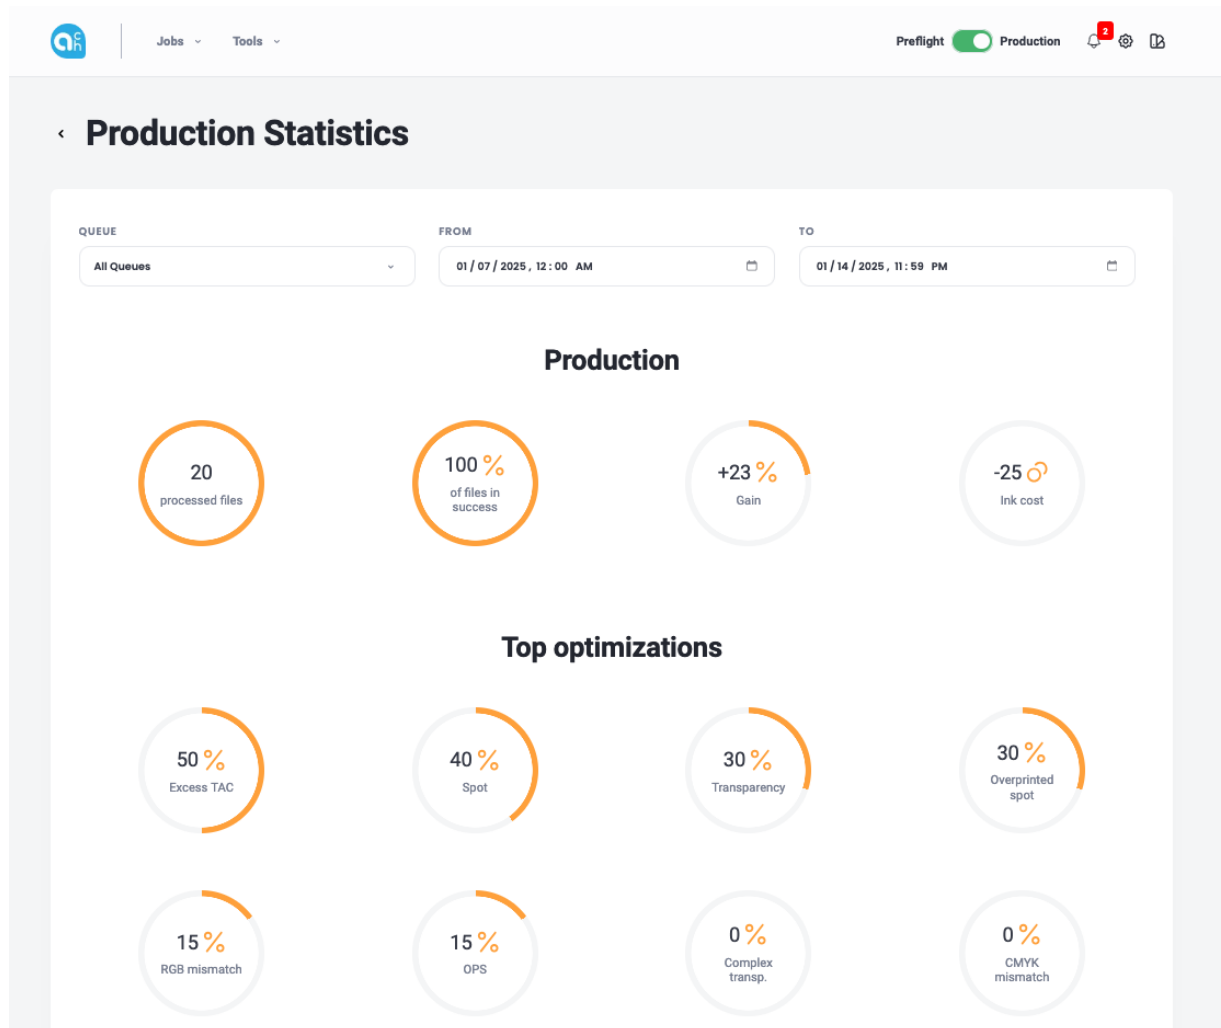 ach
Jobs
Tools
Preflight
Production
2
Production Statistics
QUEUE
FROM
TO
All Queues
01/07/2025, 12:00 AM
01/14/2025, 11:59 PM
Production
20
processed files
100 %
of files in
success
+23 %
Gain
-25
Ink cost
Top optimizations
50 %
Excess TAC
40 %
Spot
30 %
Transparency
30 %
Overprinted
spot
15 %
RGB mismatch
15 %
OPS
0 %
Complex
transp.
0 %
CMYK
mismatch